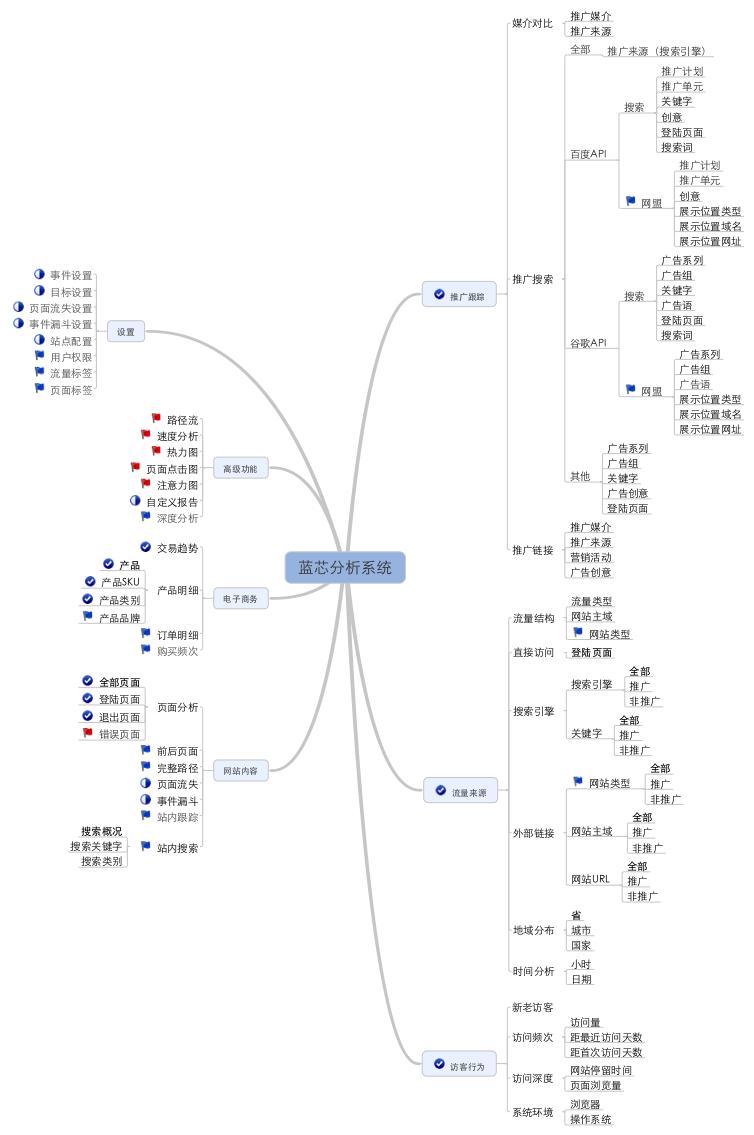 蓝芯分析系统
推广跟踪
媒介对比
推广媒介
推广来源
推广搜索
全部
推广来源（搜索引擎）
百度API
搜索
推广计划
推广单元
关键字
创意
登陆页面
搜索词
网盟
推广计划
推广单元
创意
展示位置类型
展示位置域名
展示位置网址
谷歌API
搜索
广告系列
广告组
关键字
广告语
登陆页面
搜索词
网盟
广告系列
广告组
广告语
展示位置类型
展示位置域名
展示位置网址
其他
广告系列
广告组
关键字
广告创意
登陆页面
推广链接
推广媒介
推广来源
营销活动
广告创意
流量来源
流量结构
流量类型
网站主域
网站类型
直接访问
登陆页面
搜索引擎
搜索引擎
全部
推广
非推广
关键字
全部
推广
非推广
外部链接
网站类型
全部
推广
非推广
网站主域
全部
推广
非推广
网站URL
全部
推广
非推广
地域分布
省
城市
国家
时间分析
小时
日期
访客行为
新老访客
访问频次
访问量
距最近访问天数
距首次访问天数
访问深度
网站停留时间
页面浏览量
系统环境
浏览器
操作系统
设置
事件设置
目标设置
页面流失设置
事件漏斗设置
站点配置
用户权限
流量标签
页面标签
高级功能
路径流
速度分析
热力图
页面点击图
注意力图
自定义报告
深度分析
电子商务
交易趋势
产品明细
产品
产品SKU
产品类别
产品品牌
订单明细
购买频次
网站内容
页面分析
全部页面
登陆页面
退出页面
错误页面
前后页面
完整路径
页面流失
事件漏斗
站内跟踪
站内搜索
搜索概况
搜索关键字
搜索类别